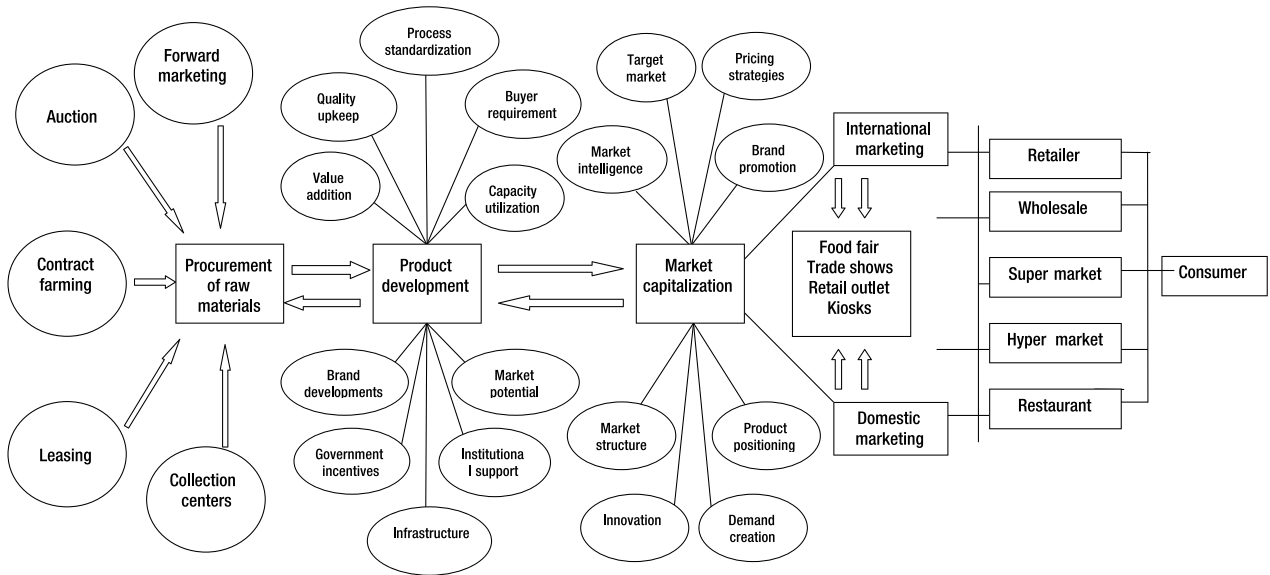 Forward
marketing
Auction
Contract
farming
Leasing
Collection
centers
Procurement
of raw
materials
Process
standardization
Quality
upkeep
Buyer
requirement
Value
addition
Capacity
utilization
Product
development
Brand
developments
Market
potential
Government
incentives
Institutiona
l support
Infrastructure
Target
market
Pricing
strategies
Market
intelligence
Brand
promotion
Market
capitalization
Market
structure
Product
positioning
Innovation
Demand
creation
International
marketing
Food fair
Trade shows
Retail outlet
Kiosks
Domestic
marketing
Retailer
Wholesale
Super market
Hyper market
Restaurant
Consumer